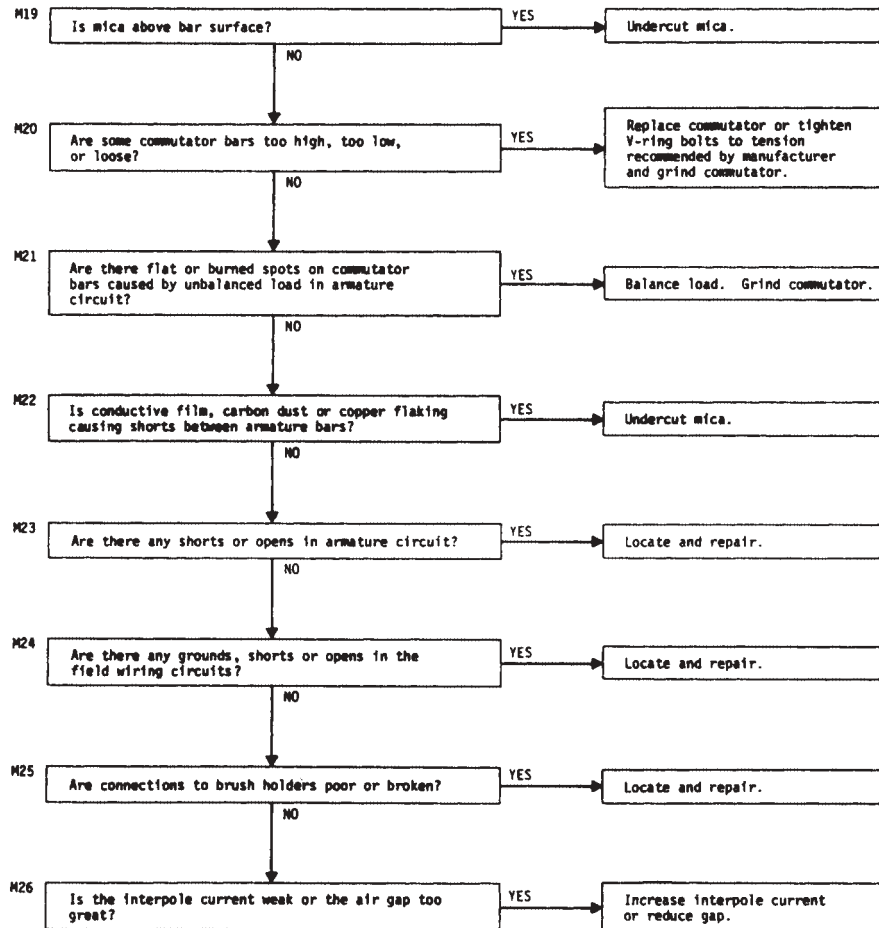 M19
Is mica above bar surface?
YES
Undercut mica.
NO
M20
Are some commutator bars too high, too low,
or loose?
YES
Replace commutator or tighten
V-ring bolts to tension
recommended by manufacturer
and grind commutator.
NO
M21
Are there flat or burned spots on commutator
bars caused by unbalanced load in armature
circuit?
YES
Balance load. Grind commutator.
NO
M22
Is conductive film, carbon dust or copper flaking
causing shorts between armature bars?
YES
Undercut mica.
NO
M23
Are there any shorts or opens in armature circuit?
YES
Locate and repair.
NO
M24
Are there any grounds, shorts or opens in the
field wiring circuits?
YES
Locate and repair.
NO
M25
Are connections to brush holders poor or broken?
YES
Locate and repair.
NO
M26
Is the interpole current weak or the air gap too
great?
YES
Increase interpole current
or reduce gap.